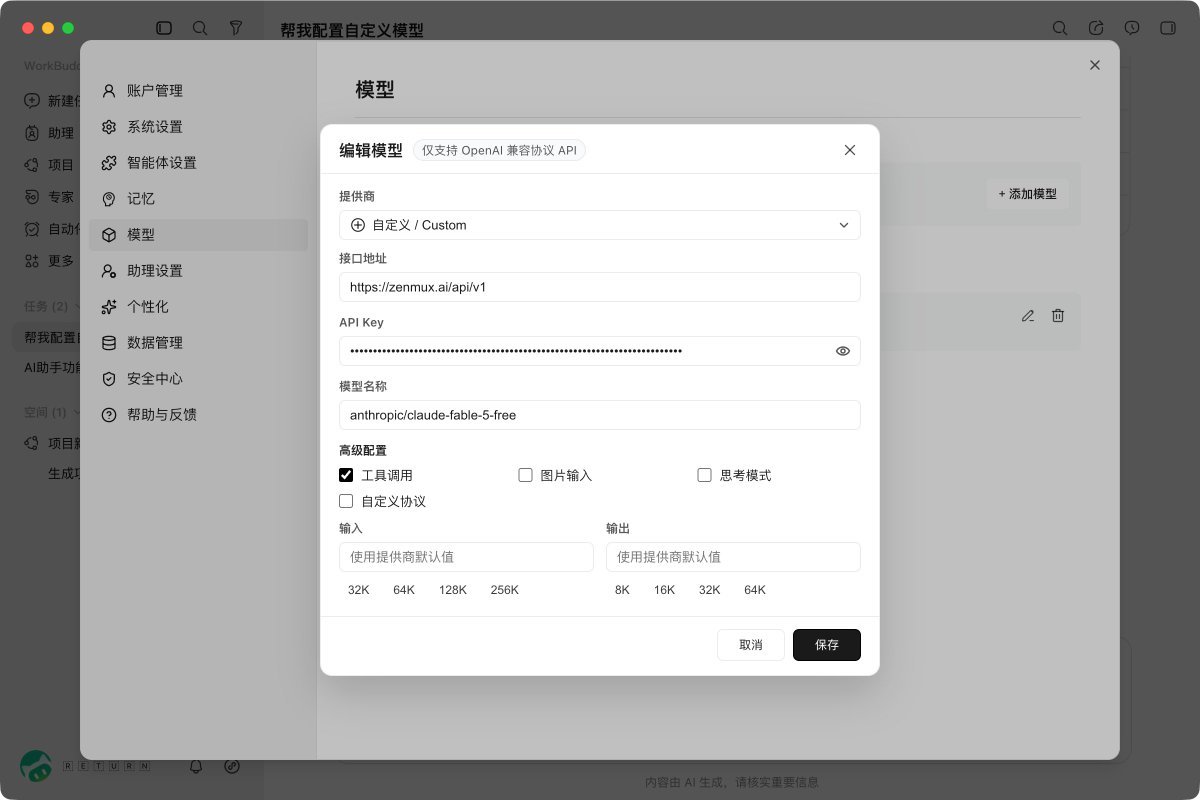 帮我配置自定义模型
WorkBudd
新建任
助理
项目
专家
自动化
更多
任务 (2)
帮我配置自
AI助手功能
空间 (1)
项目新
生成项
RETURN
账户管理
系统设置
智能体设置
记忆
模型
助理设置
个性化
数据管理
安全中心
帮助与反馈
模型
+ 添加模型
编辑模型 仅支持 OpenAI 兼容协议 API
提供商
自定义 / Custom
接口地址
https://zenmux.ai/api/v1
API Key
模型名称
anthropic/claude-fable-5-free
高级配置
工具调用 图片输入 思考模式
自定义协议
输入 输出
使用提供商默认值 使用提供商默认值
32K 64K 128K 256K 8K 16K 32K 64K
取消 保存
内容由 AI 生成，请核实重要信息